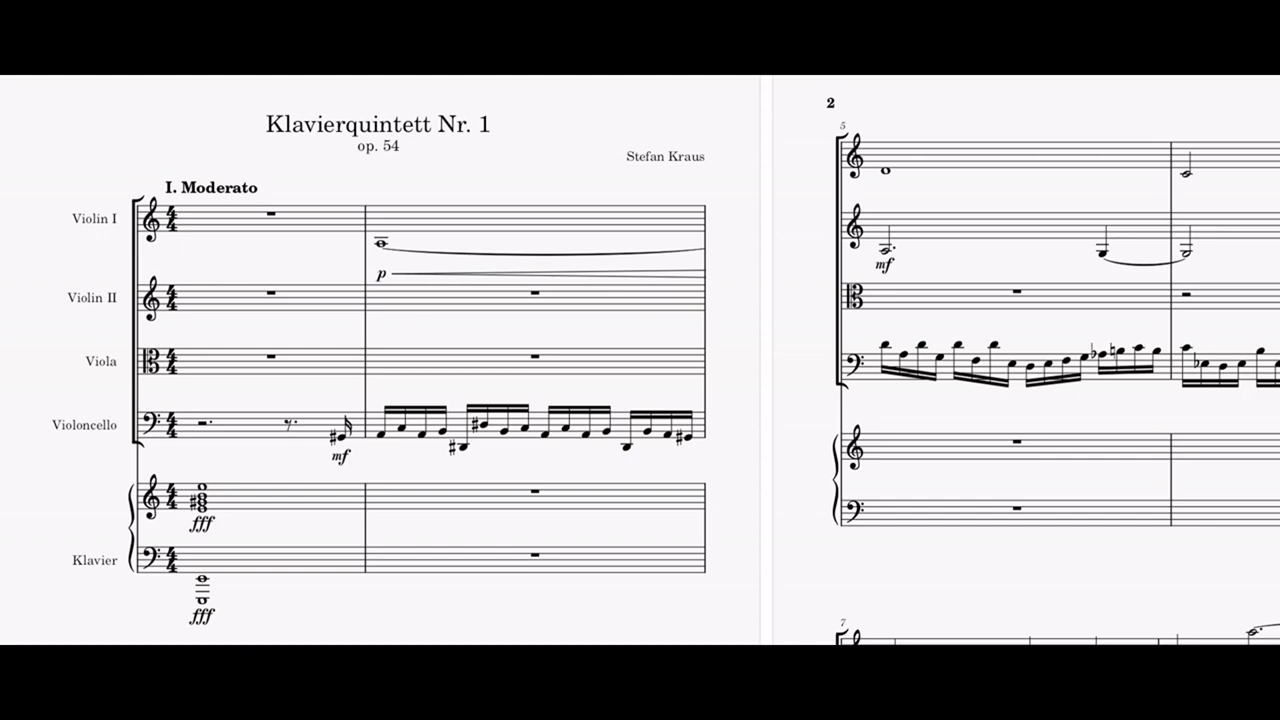 Klavierquintett Nr. 1
op. 54
Stefan Kraus
I. Moderato
Violin I
p
Violin II
Viola
Violoncello
mf
fff
Klavier
fff
2
5
mf
7